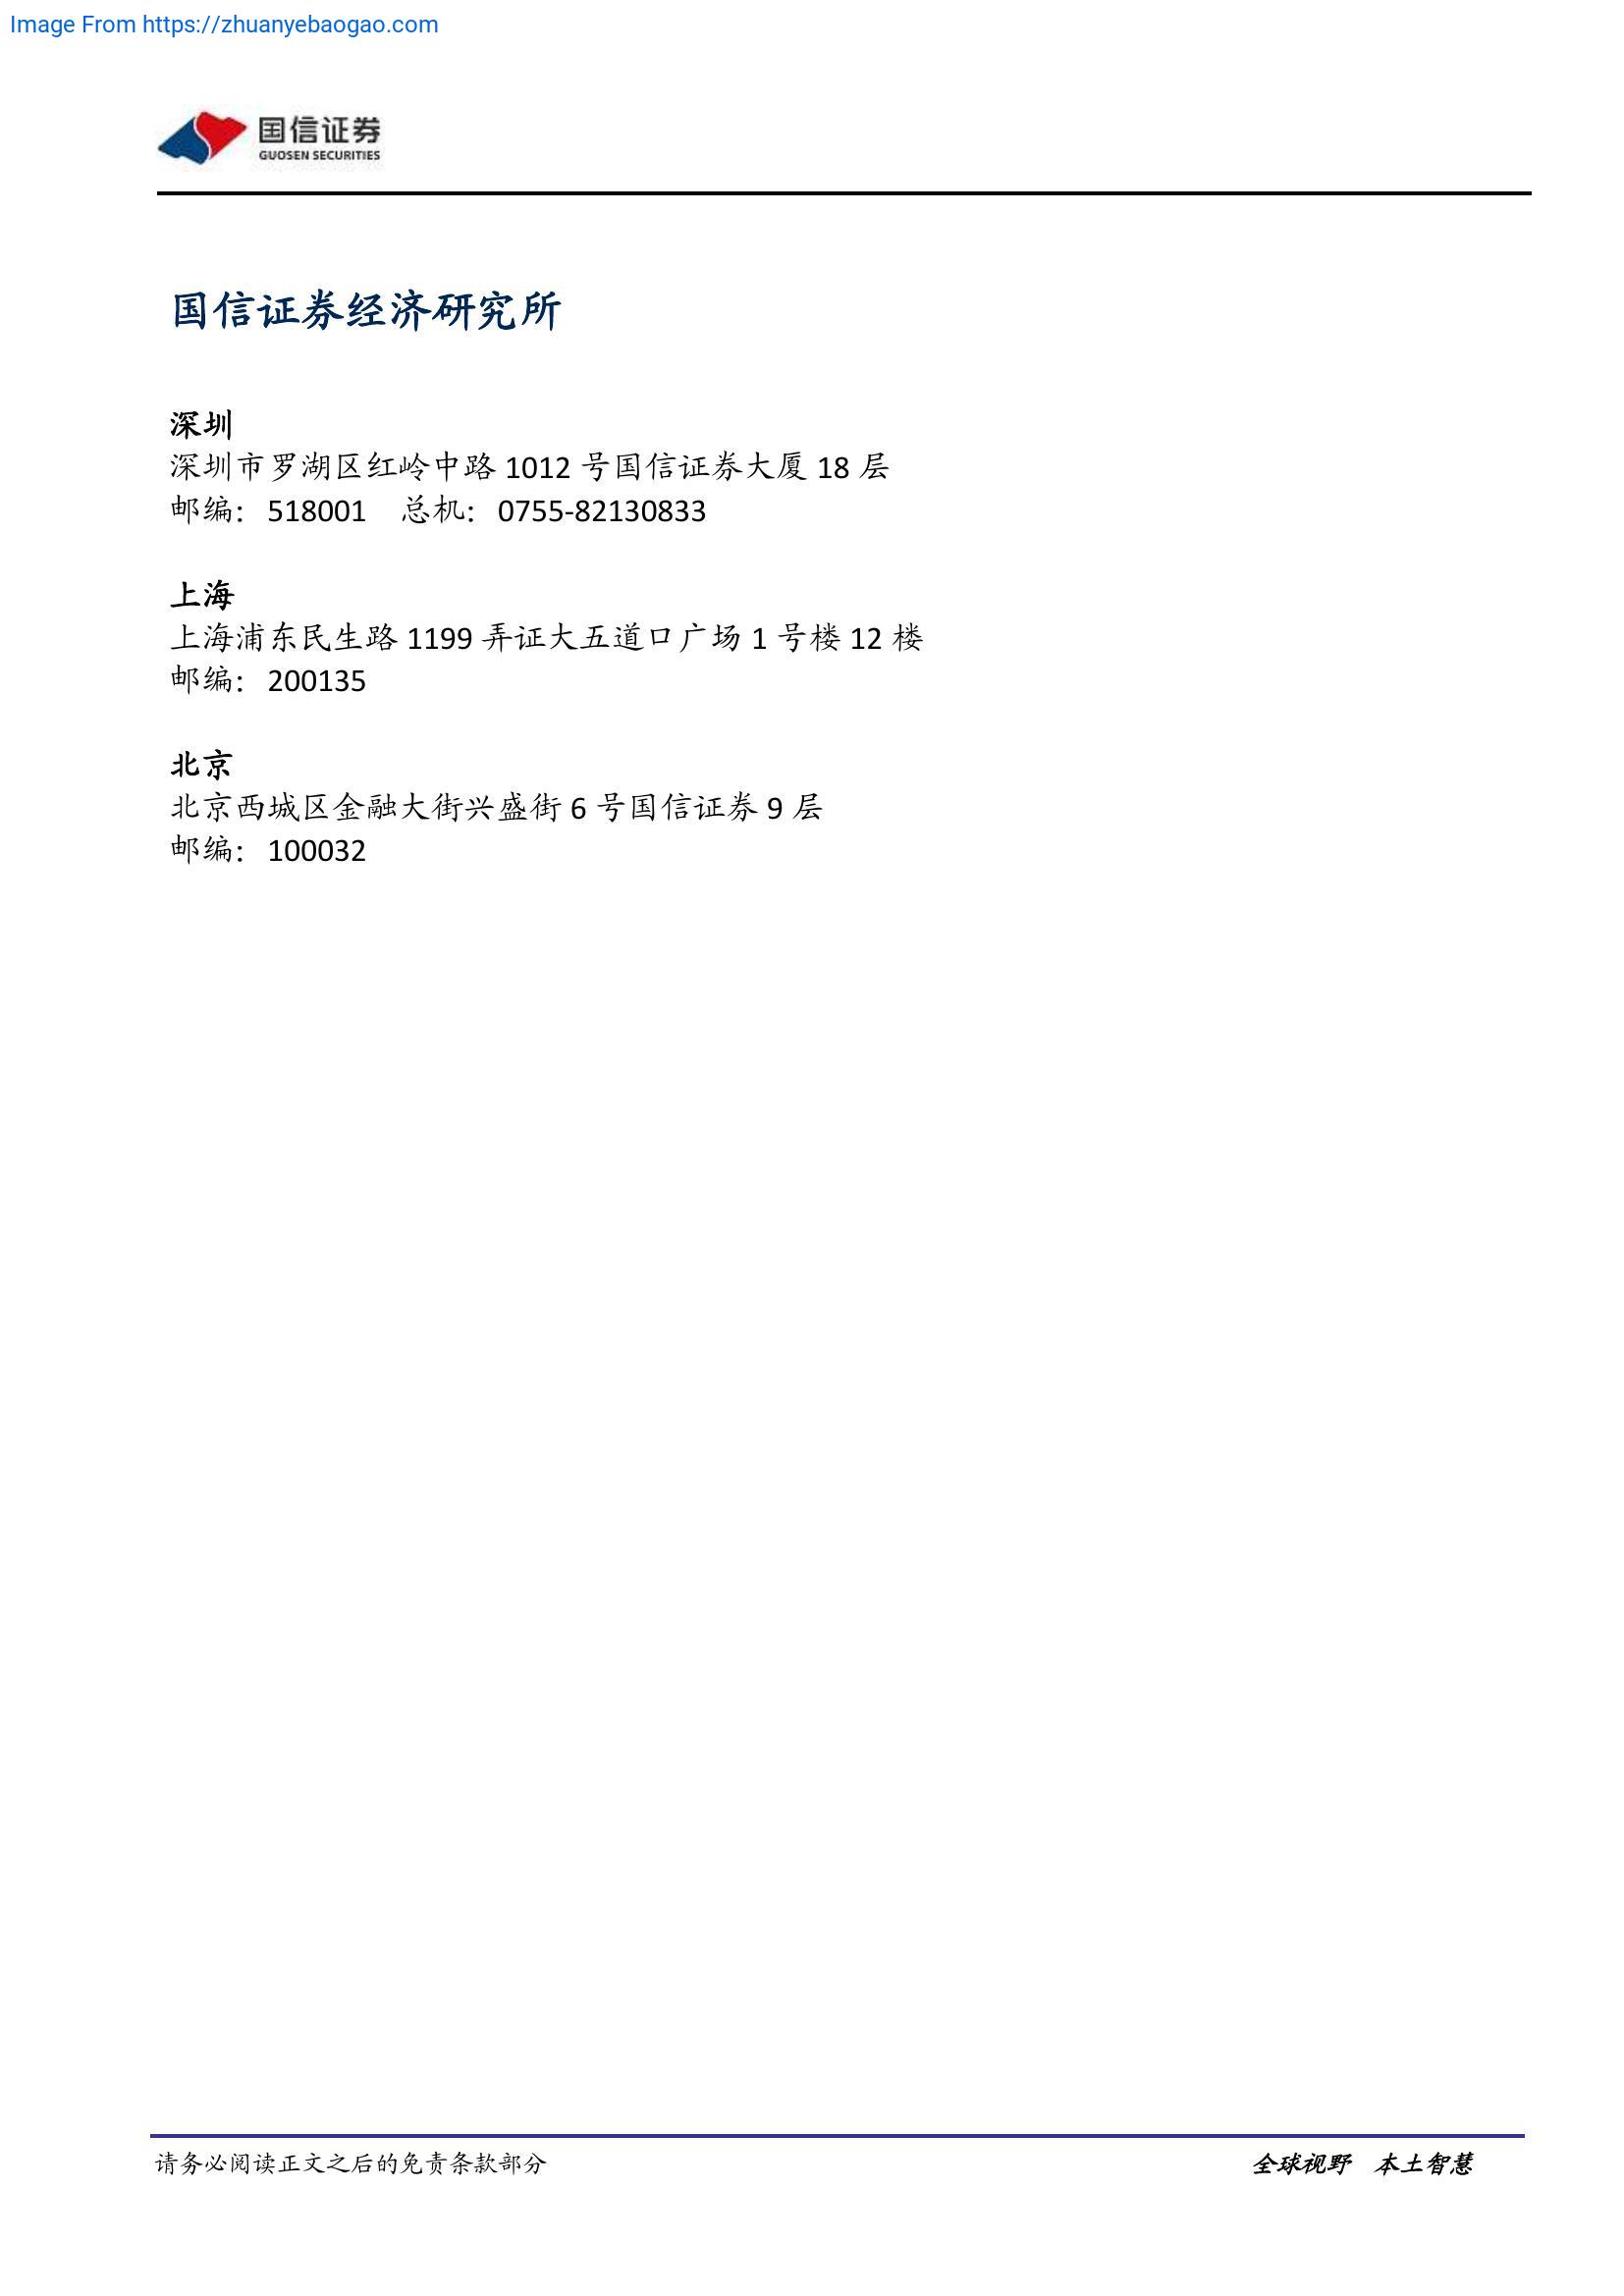 Image From https://zhuanyebaogao.com
国信证券
GUOSEN SECURITIES
国信证券经济研究所
深圳
深圳市罗湖区红岭中路 1012 号国信证券大厦 18 层
邮编：518001 总机：0755-82130833
上海
上海浦东民生路 1199 弄证大五道口广场 1 号楼 12 楼
邮编：200135
北京
北京西城区金融大街兴盛街 6 号国信证券 9 层
邮编：100032
请务必阅读正文之后的免责条款部分 全球视野 本土智慧